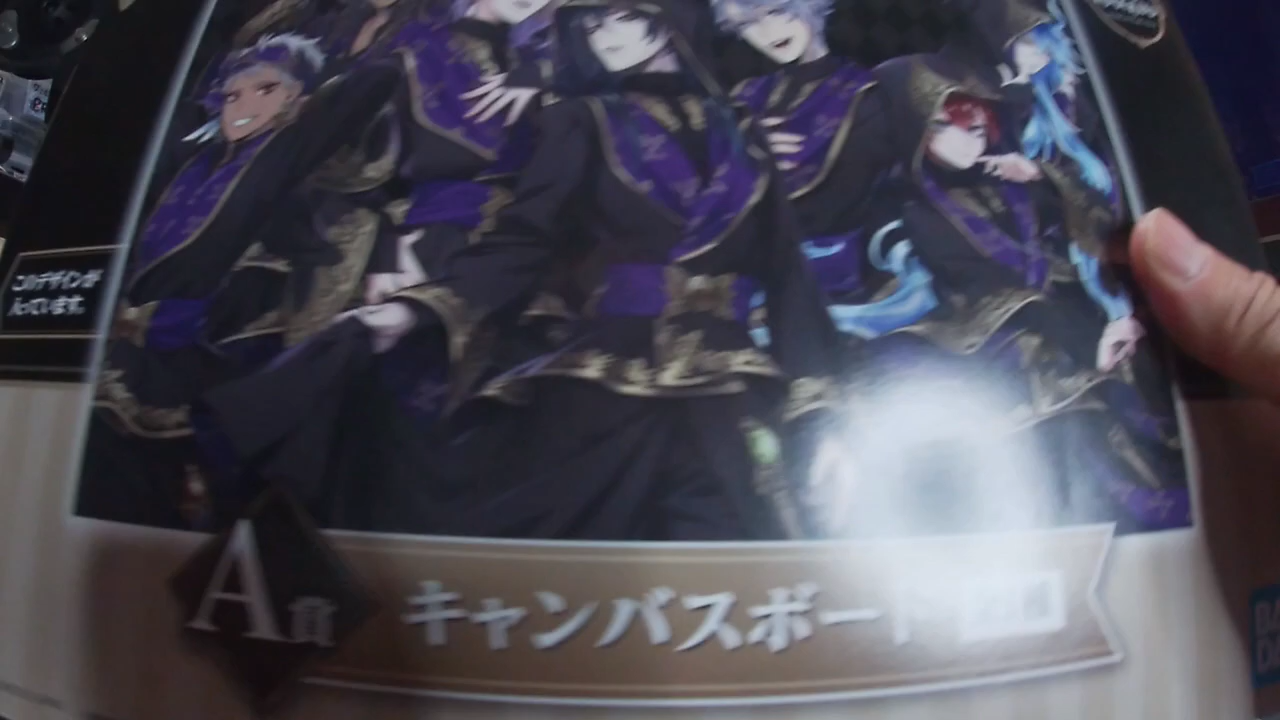 このデザインが
入っています。
A賞
キャンバスボード